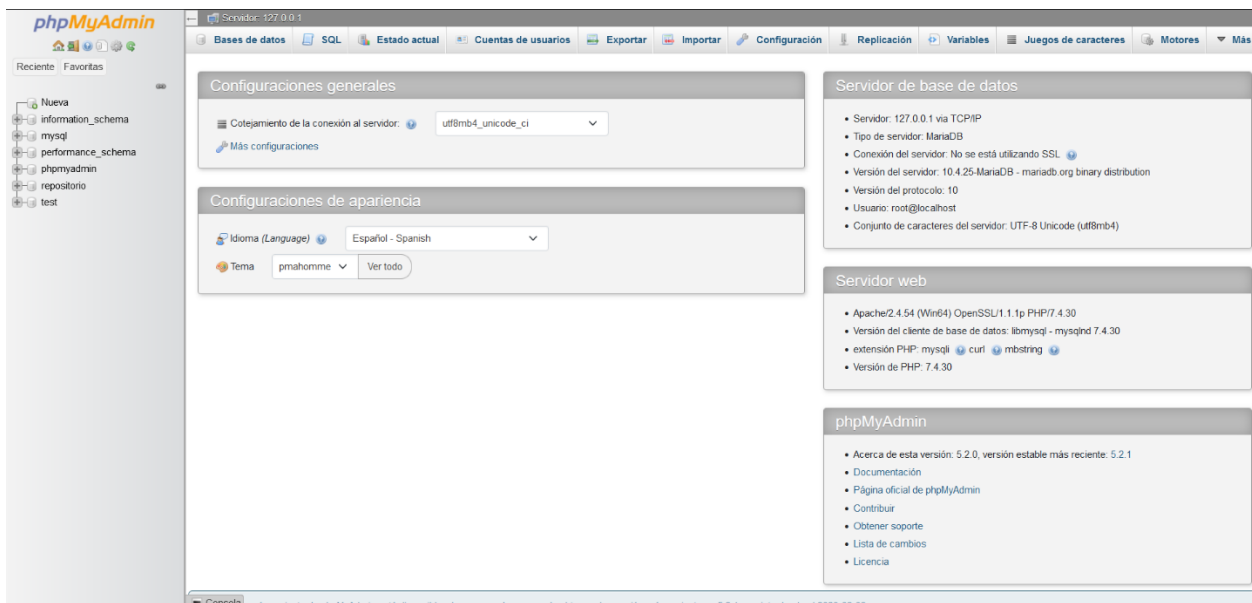 phpMyAdmin
Reciente Favoritas
Nueva
information_schema
mysql
performance_schema
phpmyadmin
repositorio
test
Servidor: 127.0.0.1
Bases de datos SQL Estado actual Cuentas de usuarios Exportar Importar Configuración Replicación Variables Juegos de caracteres Motores Más
Configuraciones generales
Cotejamiento de la conexión al servidor: utf8mb4_unicode_ci
Más configuraciones
Configuraciones de apariencia
Idioma (Language) Español - Spanish
Tema pmahomme Ver todo
Servidor de base de datos
• Servidor: 127.0.0.1 via TCP/IP
• Tipo de servidor: MariaDB
• Conexión del servidor: No se está utilizando SSL
• Versión del servidor: 10.4.25-MariaDB - mariadb.org binary distribution
• Versión del protocolo: 10
• Usuario: root@localhost
• Conjunto de caracteres del servidor: UTF-8 Unicode (utf8mb4)
Servidor web
• Apache/2.4.54 (Win64) OpenSSL/1.1.1p PHP/7.4.30
• Versión del cliente de base de datos: libmysql - mysqlnd 7.4.30
• extensión PHP: mysqli curl mbstring
• Versión de PHP: 7.4.30
phpMyAdmin
• Acerca de esta versión: 5.2.0, versión estable más reciente: 5.2.1
• Documentación
• Página oficial de phpMyAdmin
• Contribuir
• Obtener soporte
• Lista de cambios
• Licencia
Consola